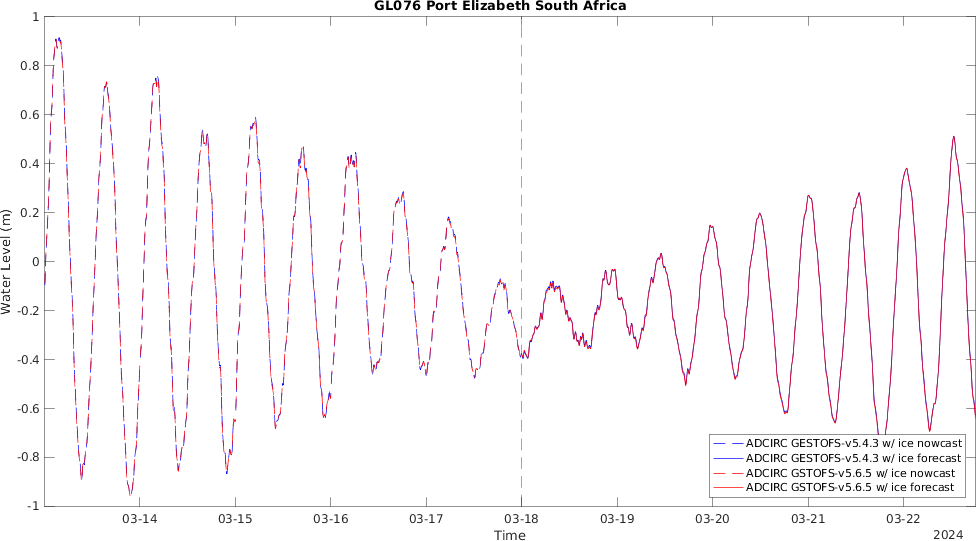 GL076 Port Elizabeth South Africa
1
0.8
0.6
0.4
0.2
0
-0.2
-0.4
-0.6
-0.8
-1
Water Level (m)
ADCIRC GESTOFS-v5.4.3 w/ ice nowcast
ADCIRC GESTOFS-v5.4.3 w/ ice forecast
ADCIRC GSTOFS-v5.6.5 w/ ice nowcast
ADCIRC GSTOFS-v5.6.5 w/ ice forecast
03-14 03-15 03-16 03-17 03-18 03-19 03-20 03-21 03-22
Time
2024